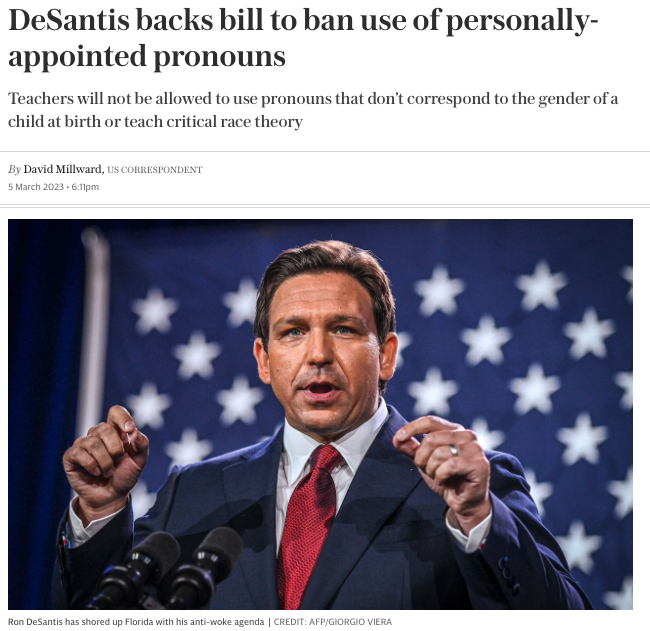 DeSantis backs bill to ban use of personally-
appointed pronouns
Teachers will not be allowed to use pronouns that don't correspond to the gender of a
child at birth or teach critical race theory
By David Millward, US CORRESPONDENT
5 March 2023 • 6:11pm
Ron DeSantis has shored up Florida with his anti-woke agenda | CREDIT: AFP/GIORGIO VIERA